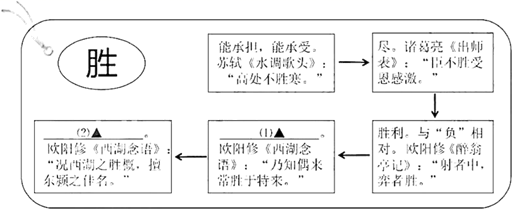 胜
能承担，能承受。
苏轼《水调歌头》：
“高处不胜寒。”
尽。诸葛亮《出师
表》：“臣不胜受
恩感激。”
胜利。与“负”相
对。欧阳修《醉翁
亭记》：“射者中，
弈者胜。”
(1)▲。
欧阳修《西湖念
语》：“乃知偶来
常胜于特来。”
(2)▲。
欧阳修《西湖念语》：
“况西湖之胜概，擅
东颍之佳名。”